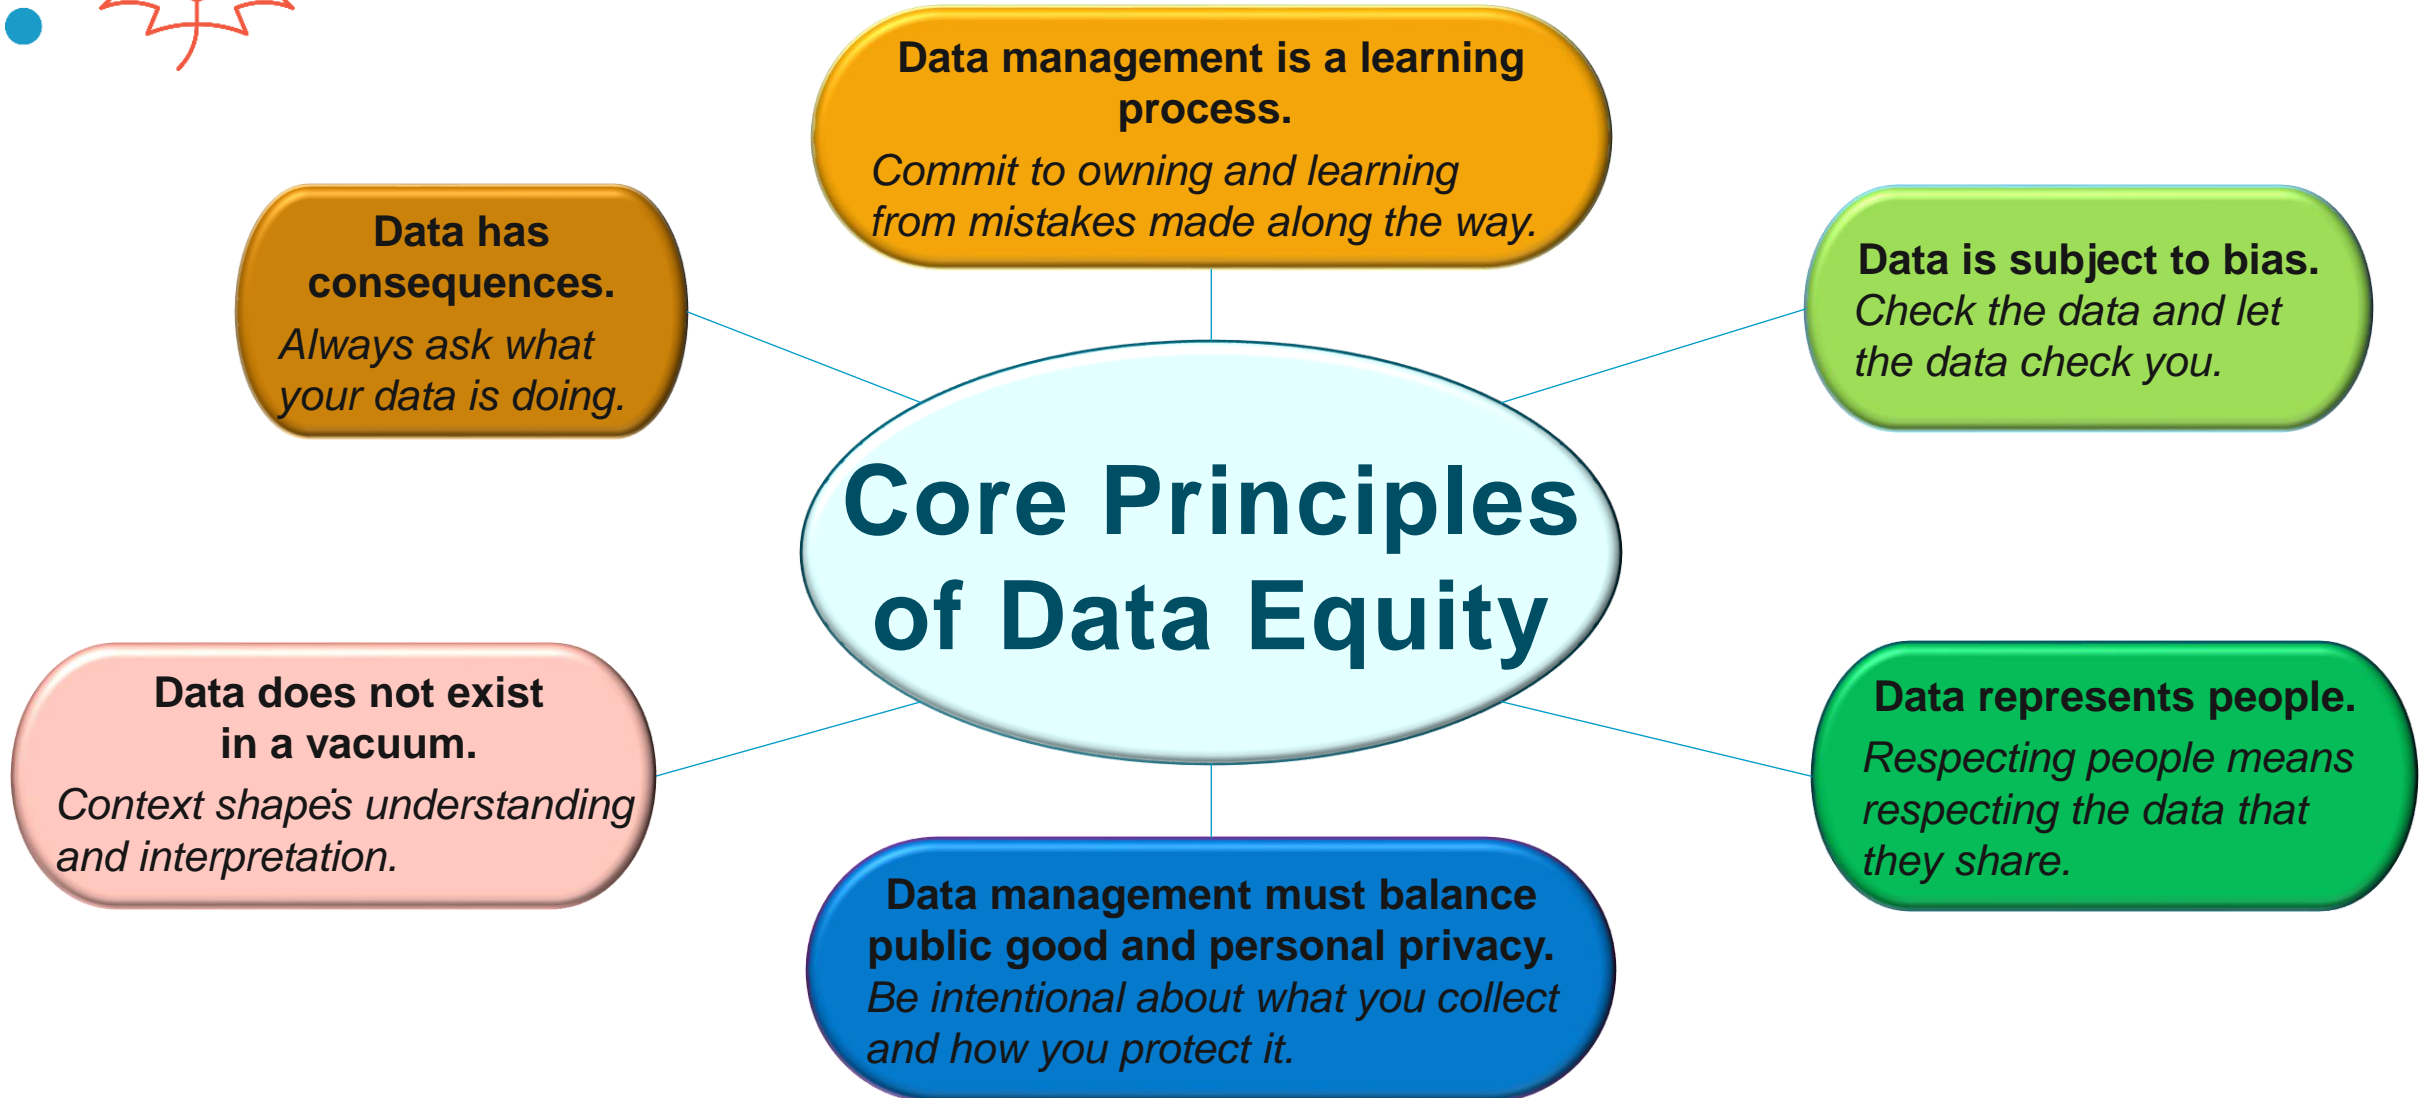 Data management is a learning
process.
Commit to owning and learning
from mistakes made along the way.
Data has
consequences.
Always ask what
your data is doing.
Data is subject to bias.
Check the data and let
the data check you.
Core Principles
of Data Equity
Data does not exist
in a vacuum.
Context shape's understanding
and interpretation.
Data represents people.
Respecting people means
respecting the data that
they share.
Data management must balance
public good and personal privacy.
Be intentional about what you collect
and how you protect it.